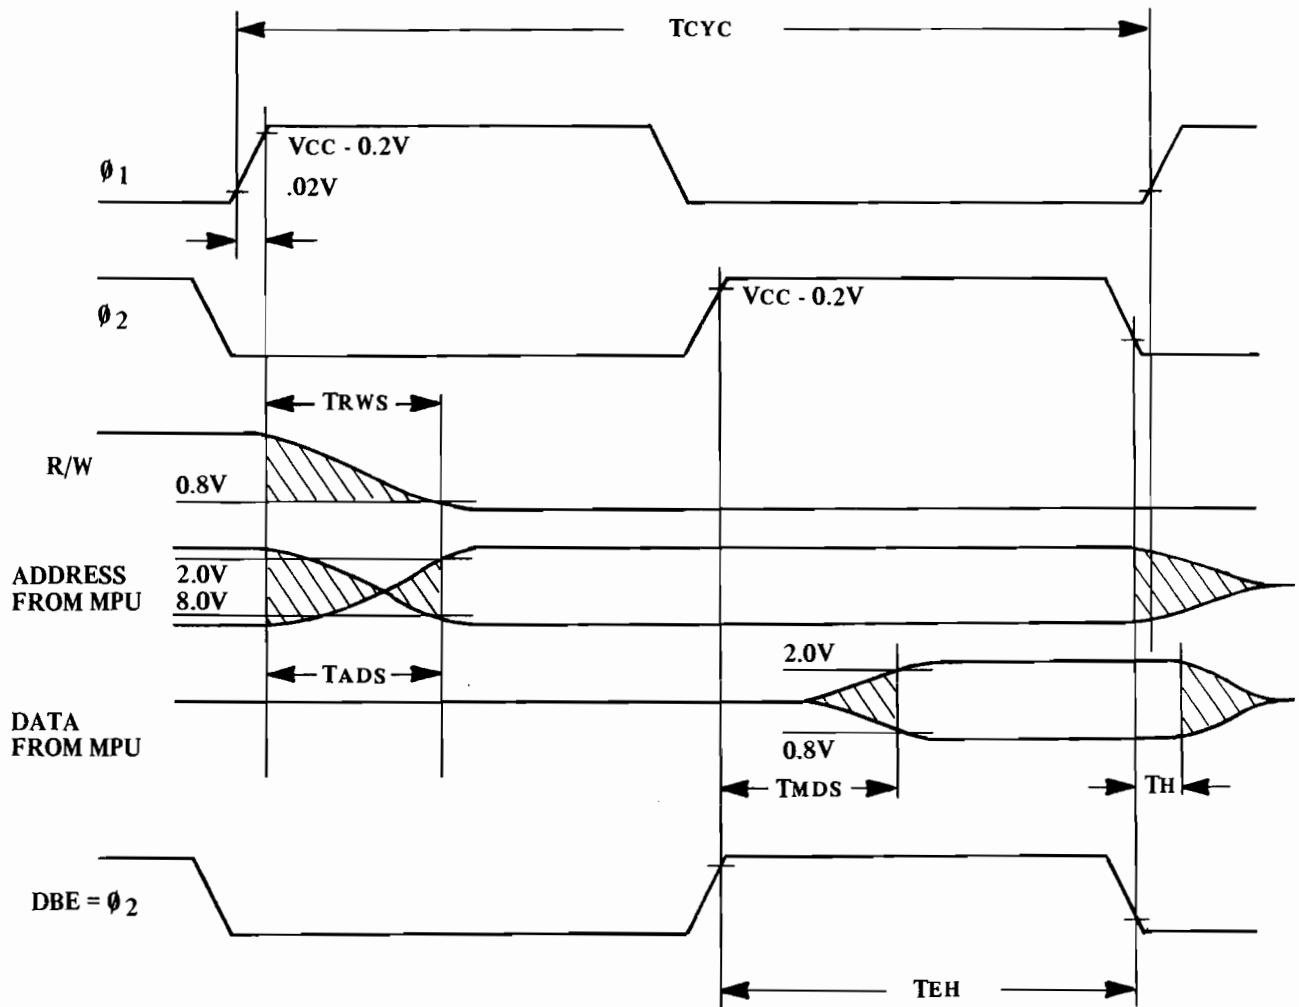 TCYC
VCC - 0.2V
ø1
.02V
ø2
VCC - 0.2V
TRWS
R/W
0.8V
ADDRESS
FROM MPU
2.0V
8.0V
TADS
2.0V
DATA
FROM MPU
0.8V
TMDS
TH
DBE = ø2
TEH